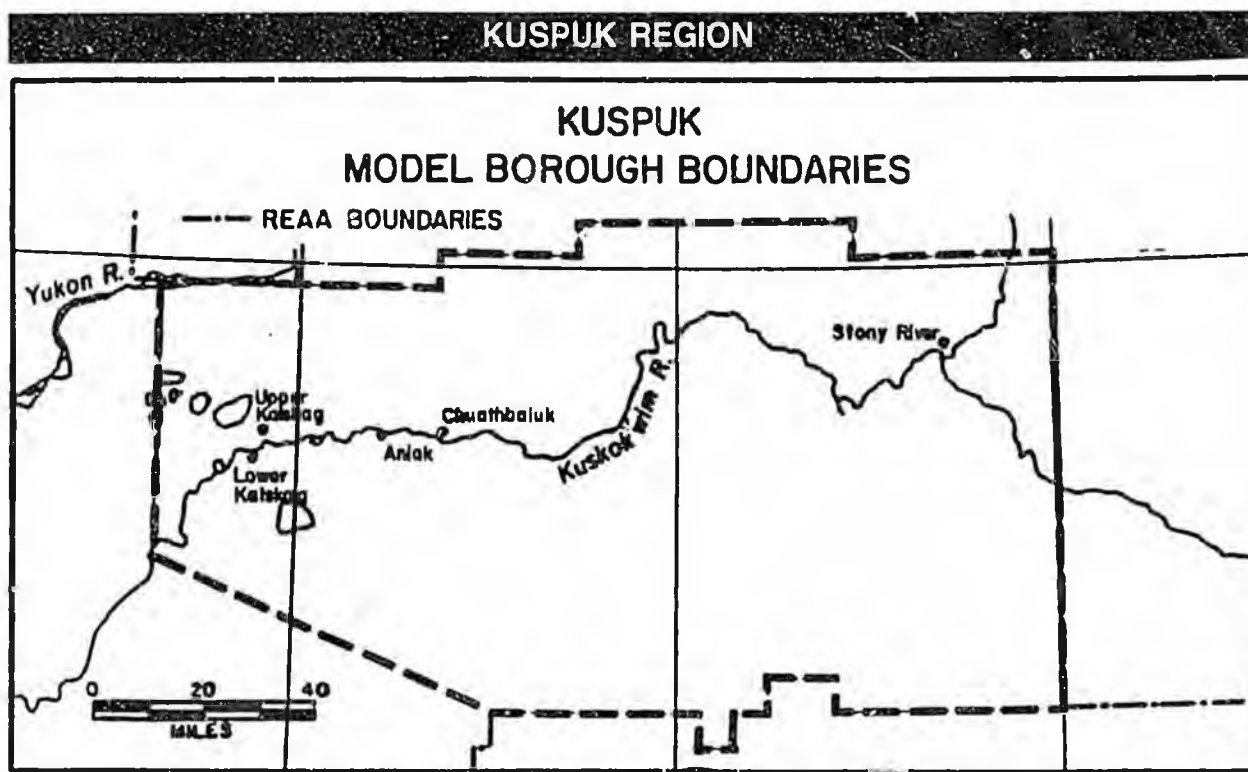 KUSPUK REGION
KUSPUK
MODEL BOROUGH BOUNDARIES
REAA BOUNDARIES
Yukon R.
Stony River
Upper
Kalskag
Chuathbaluk
Kuskokwim R.
Aniak
Lower
Kalskag
0 20 40
MILES